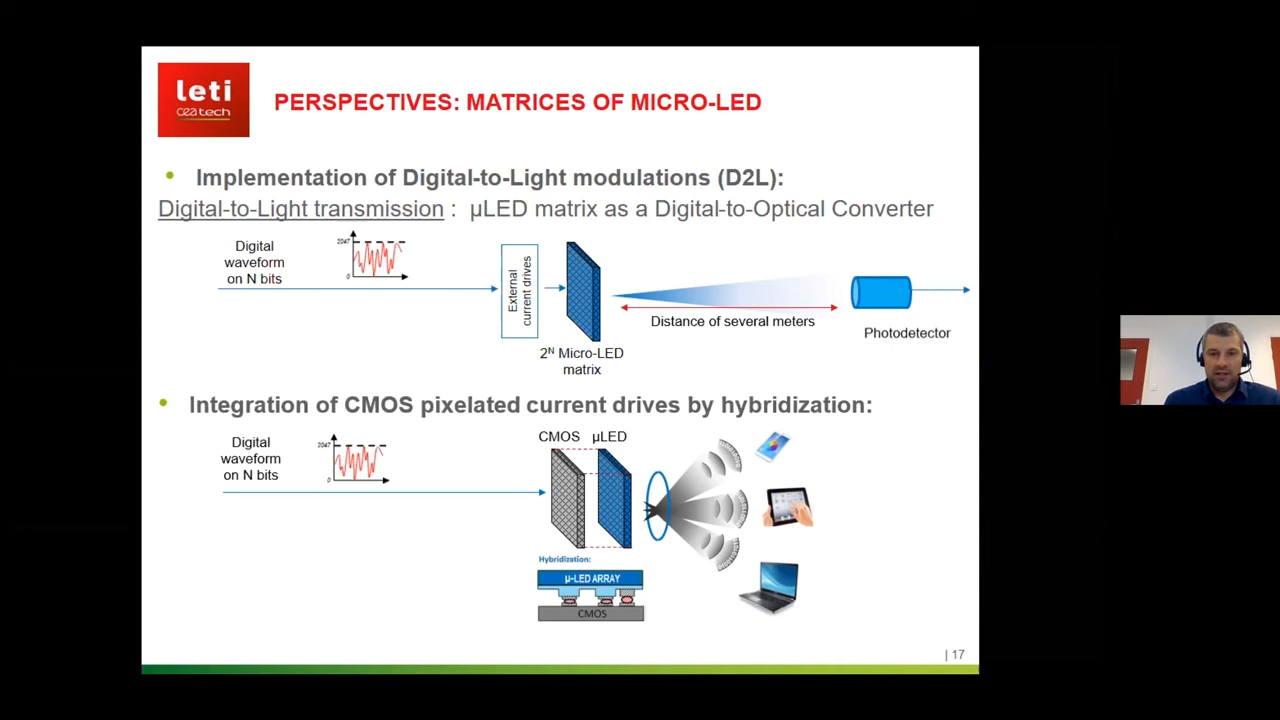 leti
ceatech
PERSPECTIVES: MATRICES OF MICRO-LED
• Implementation of Digital-to-Light modulations (D2L):
Digital-to-Light transmission : µLED matrix as a Digital-to-Optical Converter
Digital
waveform
on N bits
2047
0
External
current drives
2ᴺ Micro-LED
matrix
Distance of several meters
Photodetector
• Integration of CMOS pixelated current drives by hybridization:
Digital
waveform
on N bits
2047
0
CMOS µLED
Hybridization:
µ-LED ARRAY
CMOS
| 17